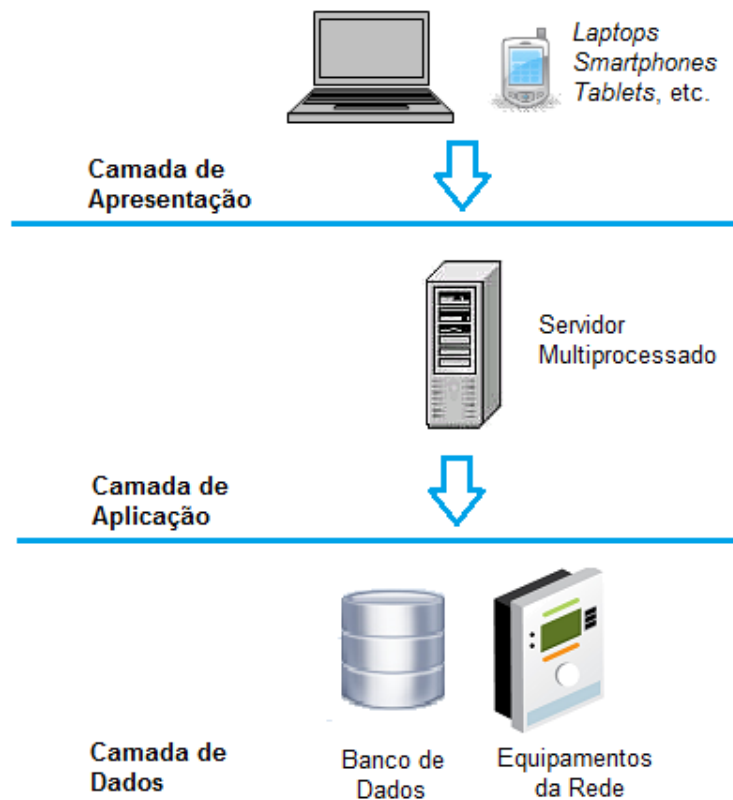 Laptops
Smartphones
Tablets, etc.
Camada de
Apresentação
Servidor
Multiprocessado
Camada de
Aplicação
Camada de
Dados
Banco de
Dados
Equipamentos
da Rede